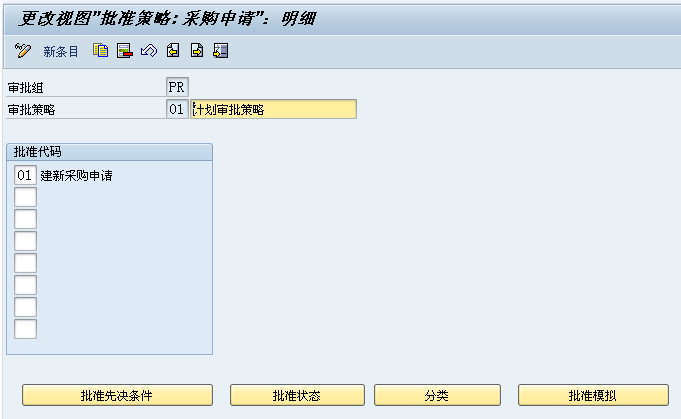 更改视图"批准策略:采购申请": 明细
新条目
审批组 PR
审批策略 01 计划审批策略
批准代码
01 建新采购申请
批准先决条件 批准状态 分类 批准模拟